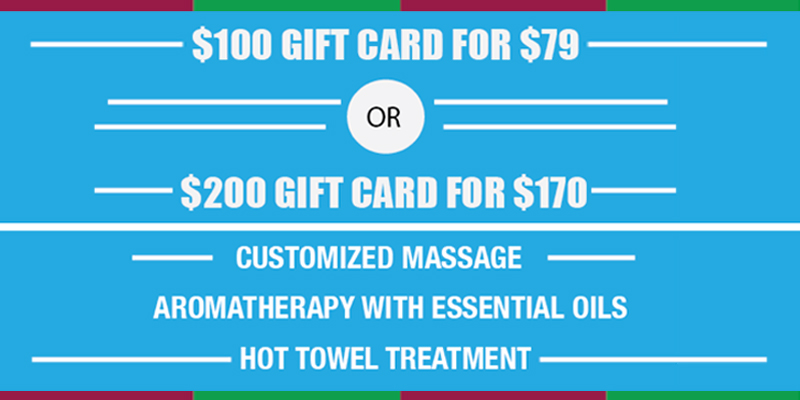 $100 GIFT CARD FOR $79
OR
$200 GIFT CARD FOR $170
CUSTOMIZED MASSAGE
AROMATHERAPY WITH ESSENTIAL OILS
HOT TOWEL TREATMENT